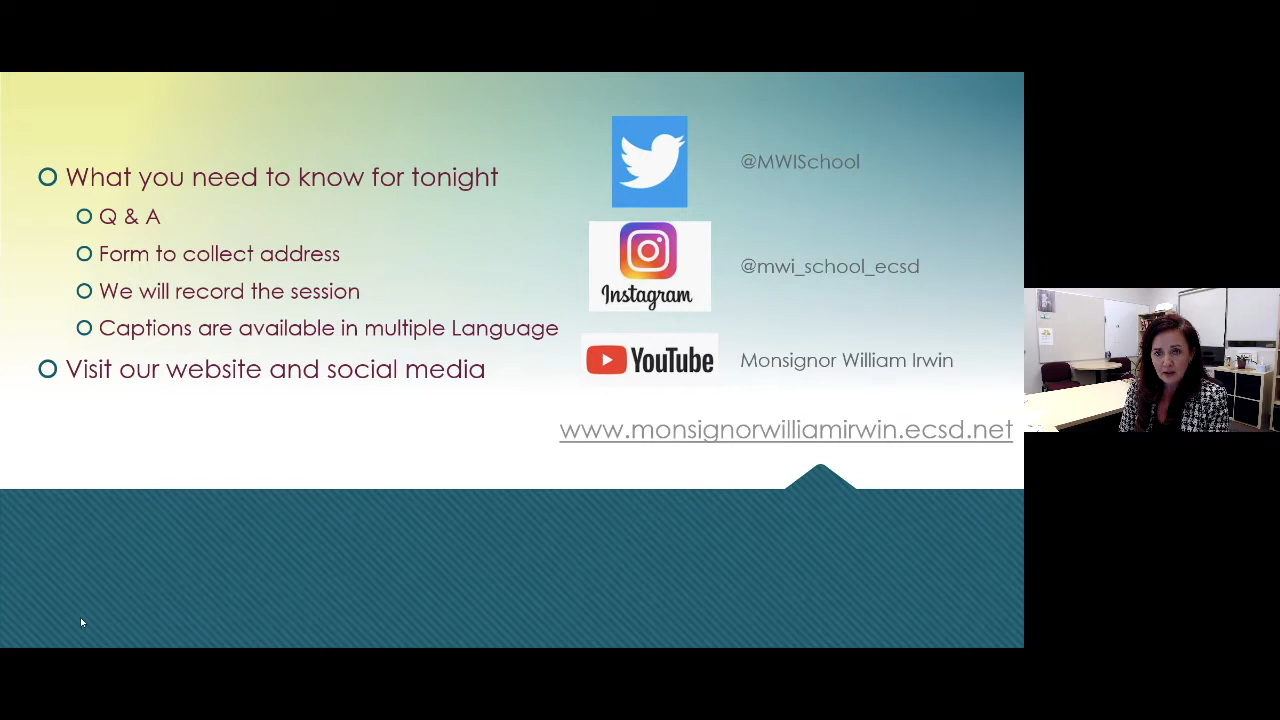 What you need to know for tonight
Q & A
Form to collect address
We will record the session
Captions are available in multiple Language
Visit our website and social media
@MWISchool
Instagram
@mwi_school_ecsd
YouTube
Monsignor William Irwin
www.monsignorwilliamirwin.ecsd.net